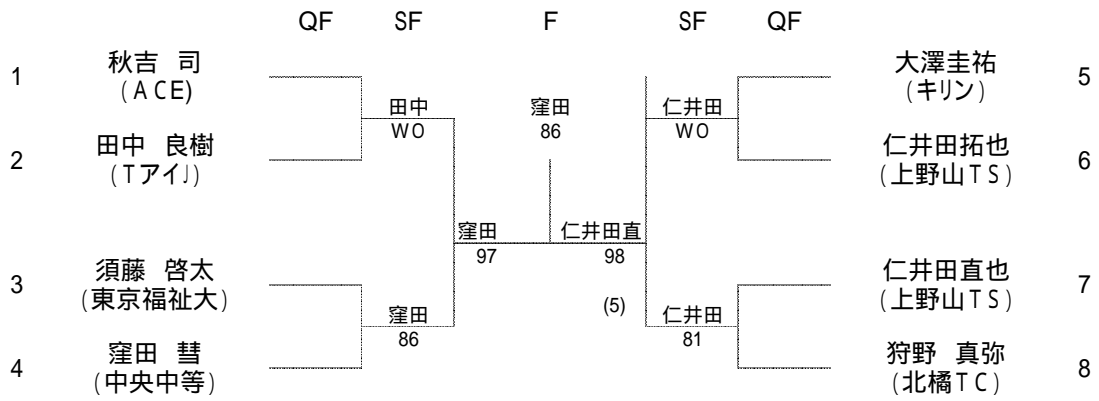 QF SF F SF QF
1 秋吉 司 大澤圭祐 5
(ACE) (キリン)
田中 窪田 仁井田
WO 86 WO
2 田中 良樹 仁井田拓也 6
(Tアイ) (上野山TS)
窪田 仁井田直
97 98
3 須藤 啓太 仁井田直也 7
(東京福祉大) (上野山TS)
(5)
窪田 仁井田
86 81
4 窪田 彗 狩野 真弥 8
(中央中等) (北橘TC)